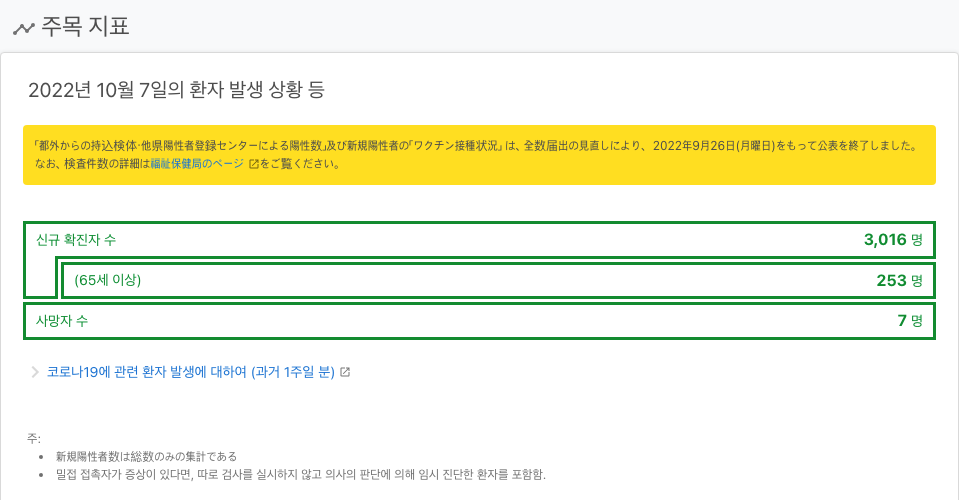 주목 지표
2022년 10월 7일의 환자 발생 상황 등
「都外からの持込検体･他県陽性者登録センターによる陽性数」及び新規陽性者の「ワクチン接種状況」は、全数届出の見直しにより、2022年9月26日(月曜日)をもって公表を終了しました。
なお、検査件数の詳細は福祉保健局のページ をご覧ください。
신규 확진자 수 3,016 명
(65세 이상) 253 명
사망자 수 7 명
코로나19에 관련 환자 발생에 대하여 (과거 1주일 분)
주:
• 新規陽性者数は総数のみの集計である
• 밀접 접촉자가 증상이 있다면, 따로 검사를 실시하지 않고 의사의 판단에 의해 임시 진단한 환자를 포함함.